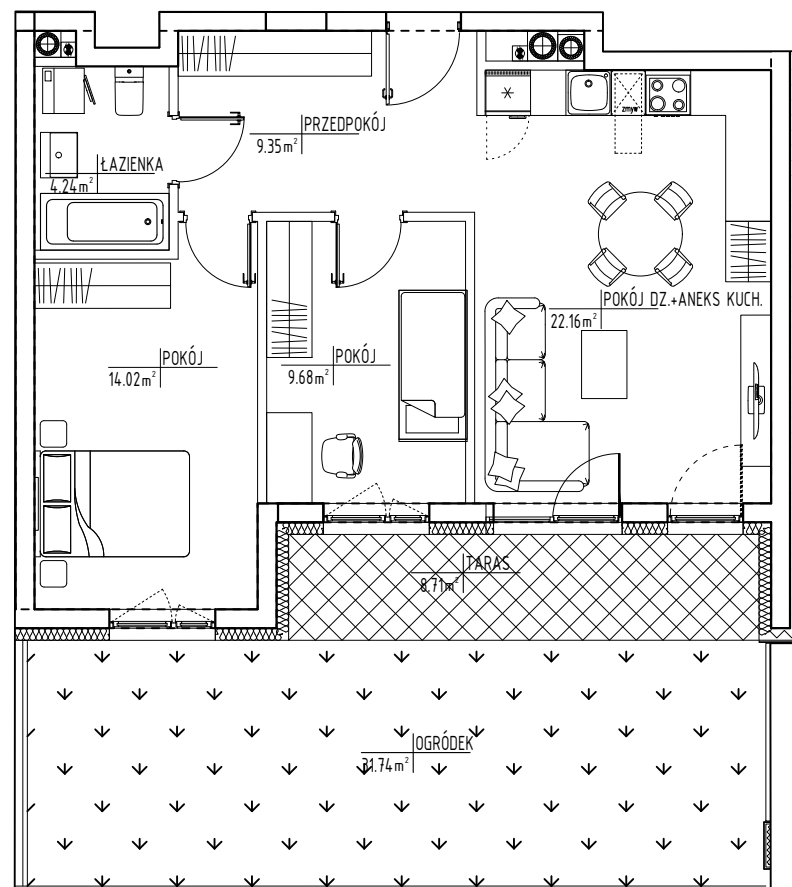 PRZEDPOKÓJ
9.35m²
zmyw
ŁAZIENKA
4.24m²
POKÓJ DZ.+ANEKS KUCH.
22.16m²
POKÓJ
14.02m²
POKÓJ
9.68m²
TARAS
8.71m²
OGRÓDEK
31.74m²